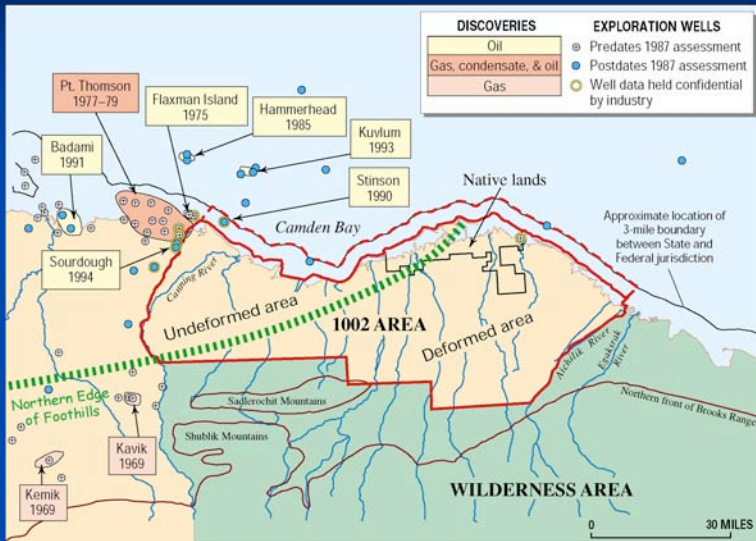 DISCOVERIES
Oil
Gas, condensate, & oil
Gas
EXPLORATION WELLS
Predates 1987 assessment
Postdates 1987 assessment
Well data held confidential
by industry
Pt. Thomson
1977–79
Flaxman Island
1975
Hammerhead
1985
Kuvlum
1993
Badami
1991
Stinson
1990
Native lands
Camden Bay
Approximate location of
3-mile boundary
between State and
Federal jurisdiction
Sourdough
1994
Canning River
Undeformed area
1002 AREA
Deformed area
Aichilik River
Egaksrak
River
Northern Edge
of Foothills
Sadlerochit Mountains
Northern front of Brooks Range
Shublik Mountains
Kavik
1969
Kemik
1969
WILDERNESS AREA
0 30 MILES